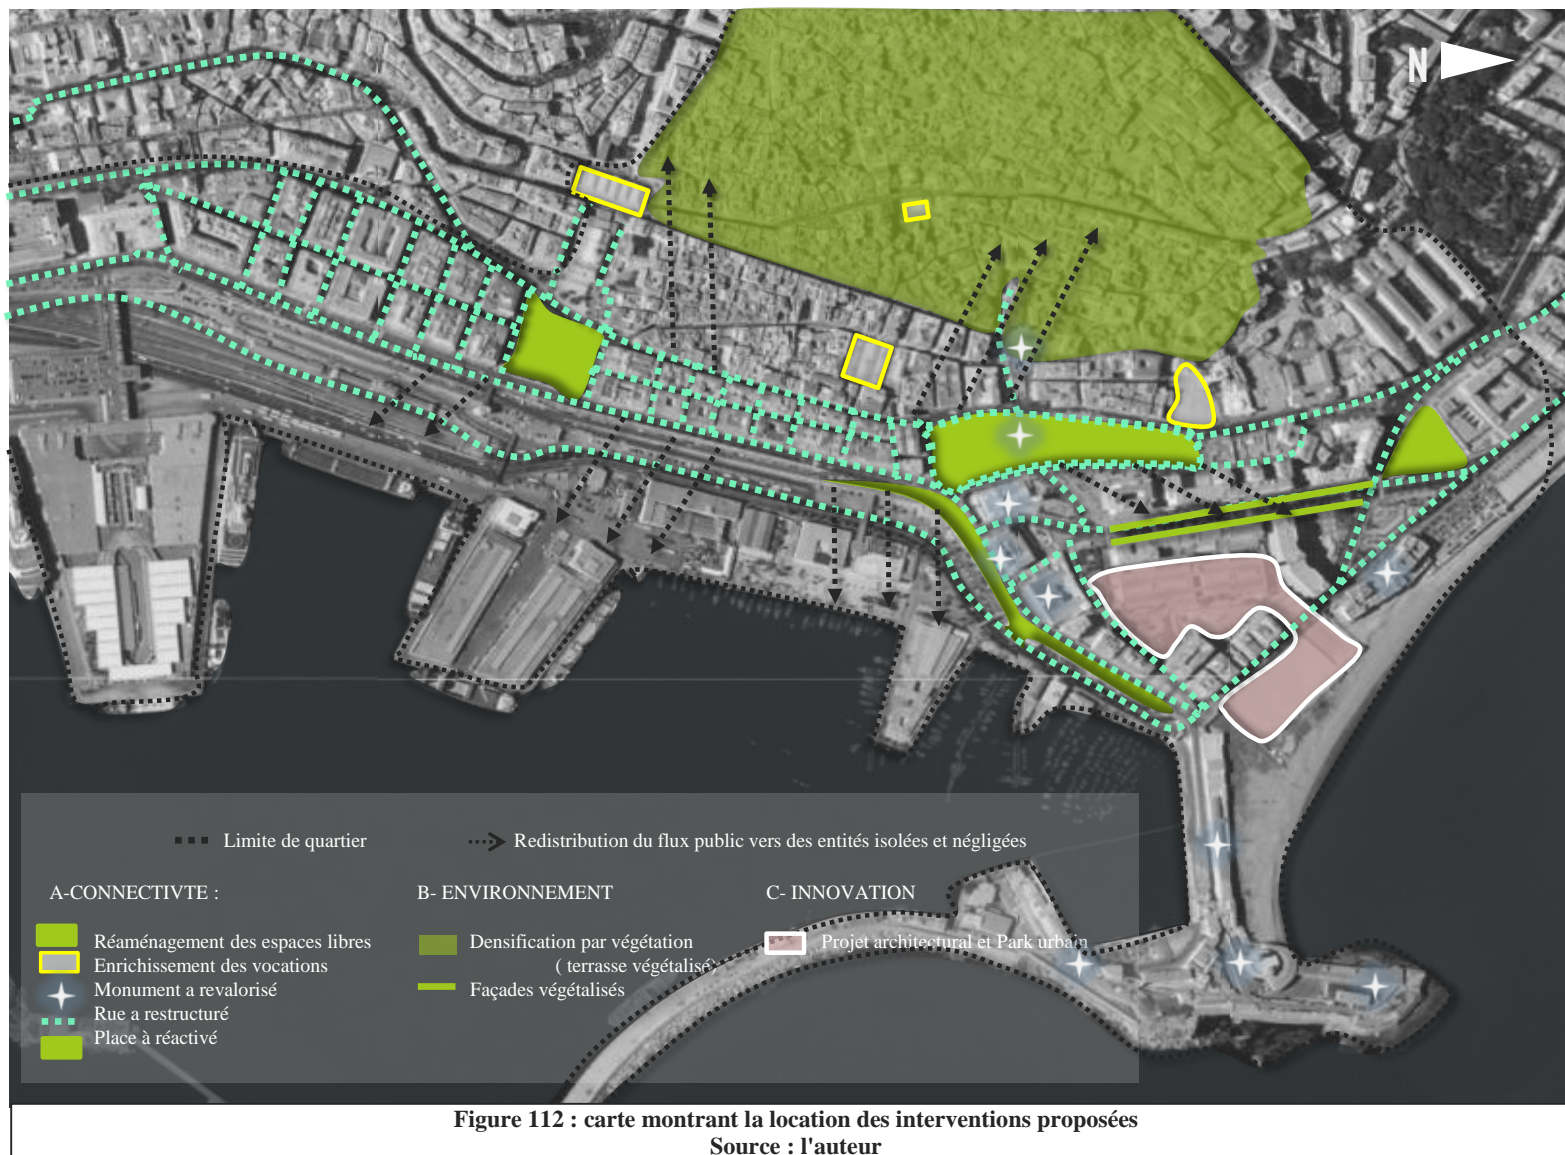 N
Limite de quartier
Redistribution du flux public vers des entités isolées et négligées
A-CONNECTIVTE :
Réaménagement des espaces libres
Enrichissement des vocations
Monument a revalorisé
Rue a restructuré
Place à réactivé
B- ENVIRONNEMENT
Densification par végétation
( terrasse végétalisé)
Façades végétalisés
C- INNOVATION
Projet architectural et Park urbain
Figure 112 : carte montrant la location des interventions proposées
Source : l'auteur